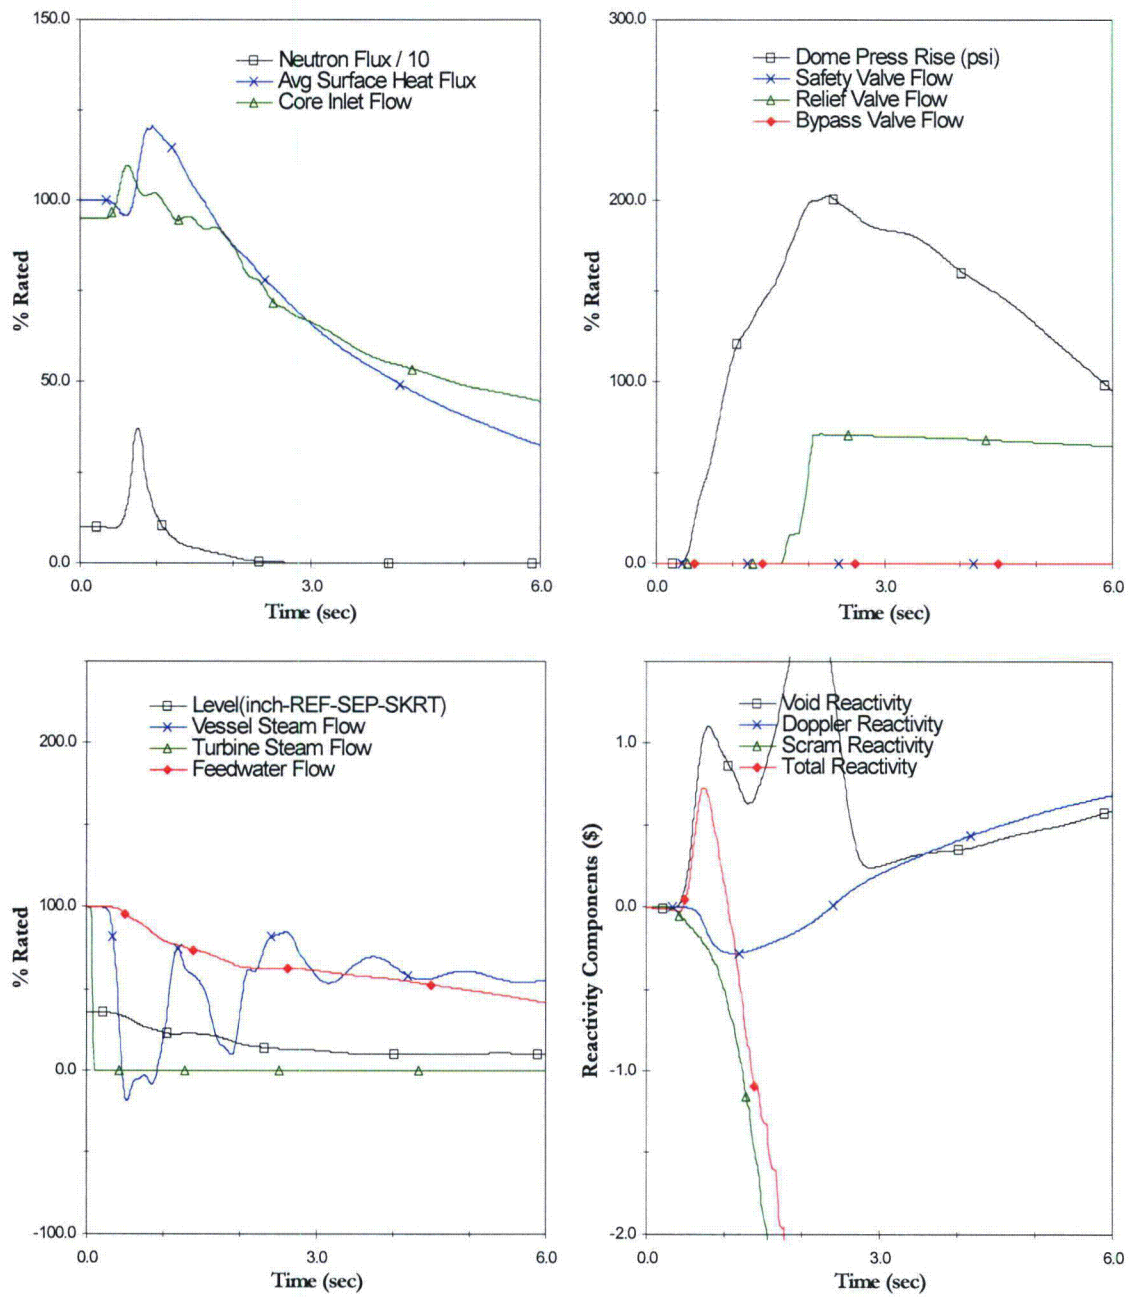 150.0
Neutron Flux / 10
Avg Surface Heat Flux
Core Inlet Flow
100.0
% Rated
50.0
0.0
0.0
3.0
6.0
Time (sec)
300.0
Dome Press Rise (psi)
Safety Valve Flow
Relief Valve Flow
Bypass Valve Flow
200.0
% Rated
100.0
0.0
0.0
3.0
6.0
Time (sec)
Level(inch-REF-SEP-SKRT)
Vessel Steam Flow
Turbine Steam Flow
Feedwater Flow
200.0
100.0
% Rated
0.0
-100.0
0.0
3.0
6.0
Time (sec)
Void Reactivity
Doppler Reactivity
Scram Reactivity
Total Reactivity
1.0
0.0
Reactivity Components ($)
-1.0
-2.0
0.0
3.0
6.0
Time (sec)